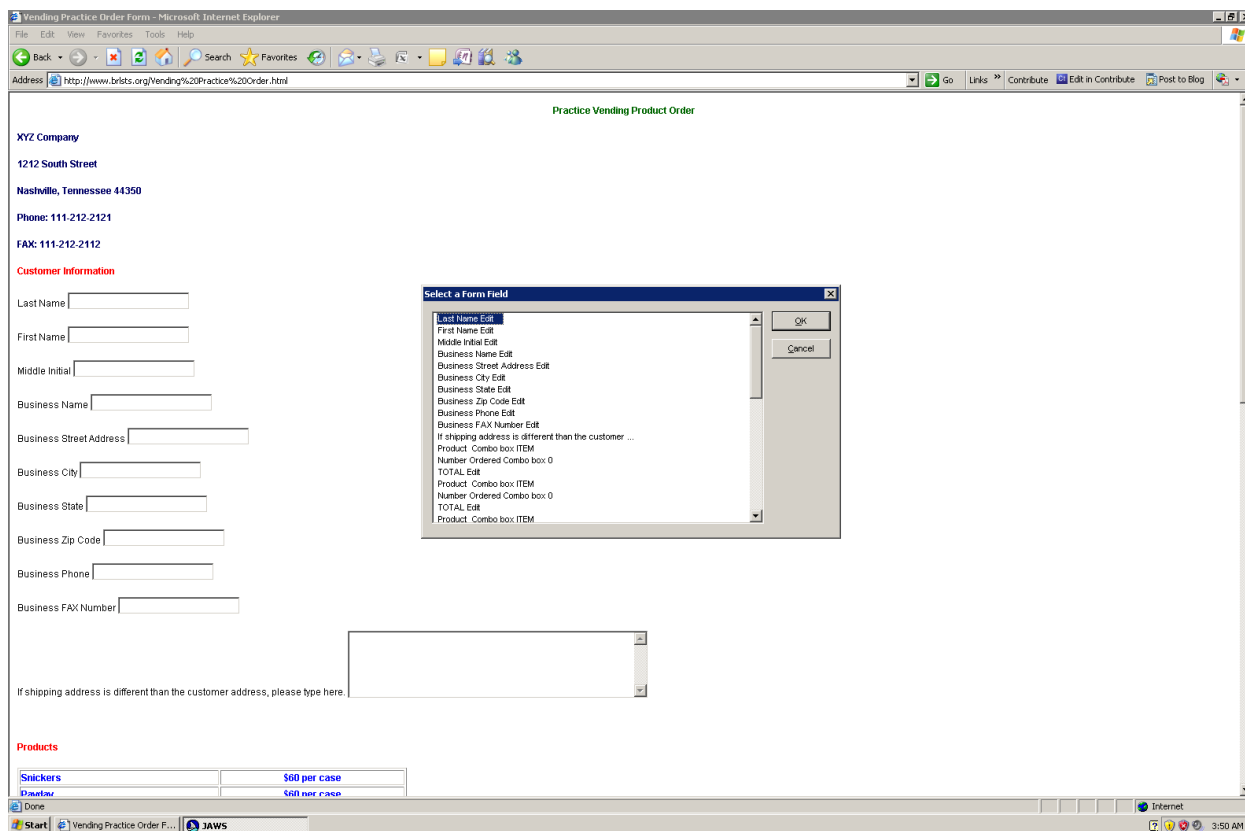 Vending Practice Order Form - Microsoft Internet Explorer
File Edit View Favorites Tools Help
Back Search Favorites
Address http://www.brlsts.org/Vending%20Practice%20Order.html Go Links » Contribute Edit in Contribute Post to Blog
Practice Vending Product Order
XYZ Company
1212 South Street
Nashville, Tennessee 44350
Phone: 111-212-2121
FAX: 111-212-2112
Customer Information
Last Name
First Name
Middle Initial
Business Name
Business Street Address
Business City
Business State
Business Zip Code
Business Phone
Business FAX Number
If shipping address is different than the customer address, please type here.
Products
Snickers $60 per case
Payday $60 per case
Select a Form Field
Last Name Edit
First Name Edit
Middle Initial Edit
Business Name Edit
Business Street Address Edit
Business City Edit
Business State Edit
Business Zip Code Edit
Business Phone Edit
Business FAX Number Edit
If shipping address is different than the customer ...
Product Combo box ITEM
Number Ordered Combo box 0
TOTAL Edit
Product Combo box ITEM
Number Ordered Combo box 0
TOTAL Edit
Product Combo box ITEM
OK
Cancel
Done Internet
Start Vending Practice Order F... JAWS 3:50 AM